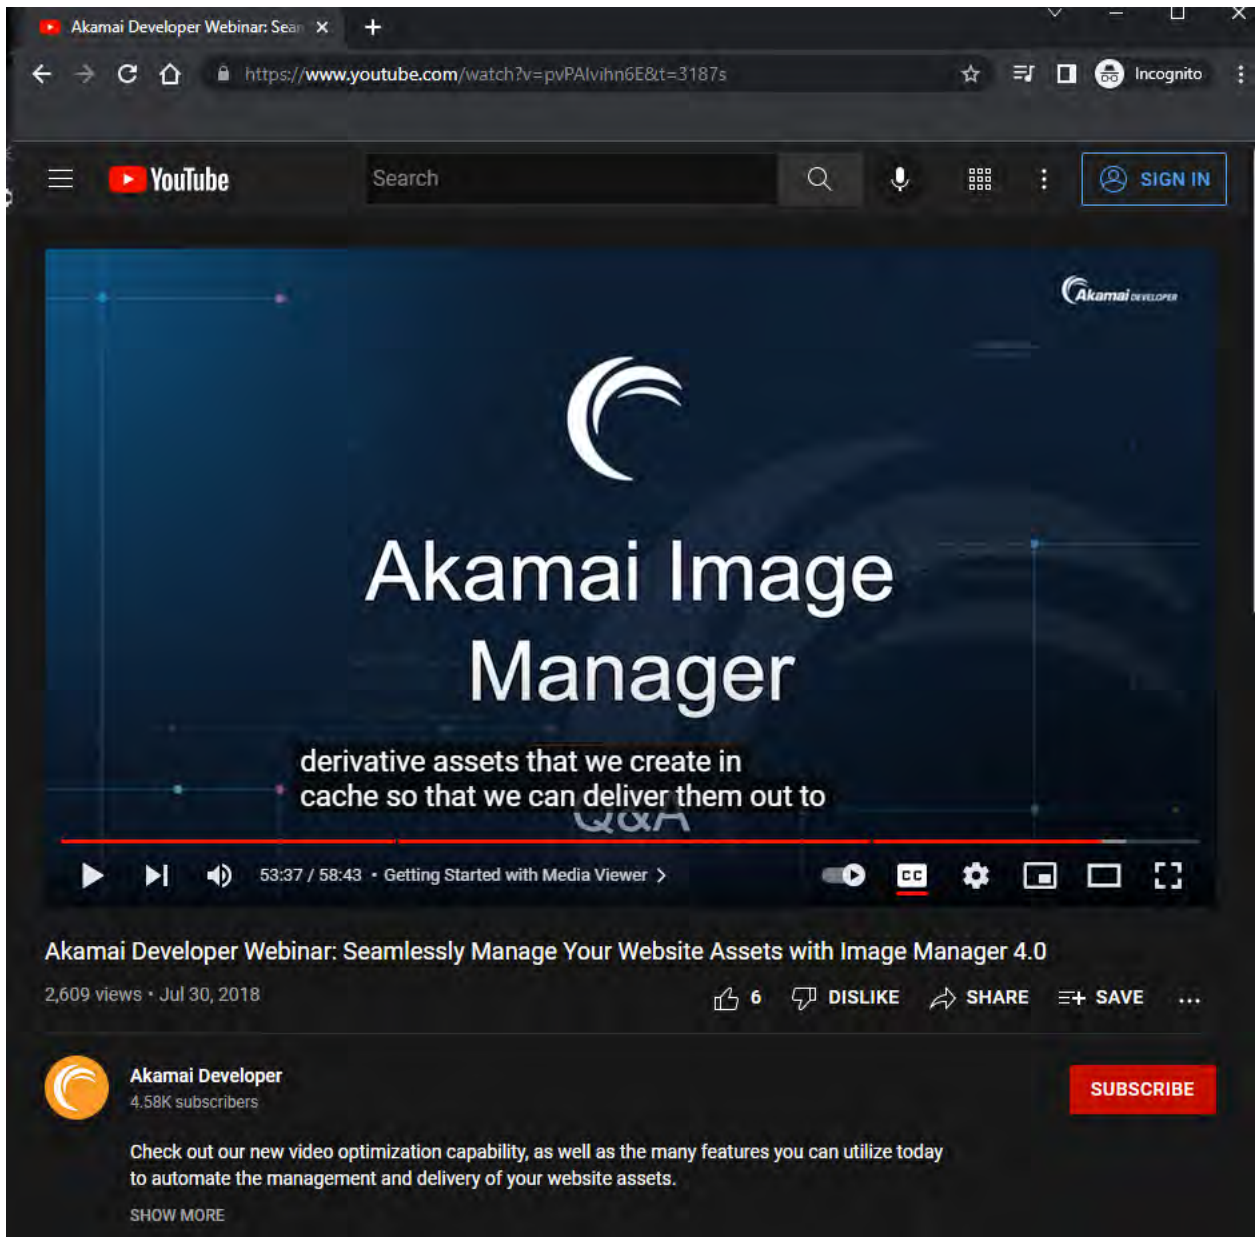 Akamai Developer Webinar: Sear
https://www.youtube.com/watch?v=pvPAlvihn6E&t=3187s
Incognito
YouTube
Search
SIGN IN
Akamai DEVELOPER
Akamai Image
Manager
derivative assets that we create in
cache so that we can deliver them out to
Q&A
53:37 / 58:43 • Getting Started with Media Viewer >
CC
Akamai Developer Webinar: Seamlessly Manage Your Website Assets with Image Manager 4.0
2,609 views • Jul 30, 2018
6 DISLIKE SHARE SAVE ...
Akamai Developer
4.58K subscribers
SUBSCRIBE
Check out our new video optimization capability, as well as the many features you can utilize today
to automate the management and delivery of your website assets.
SHOW MORE